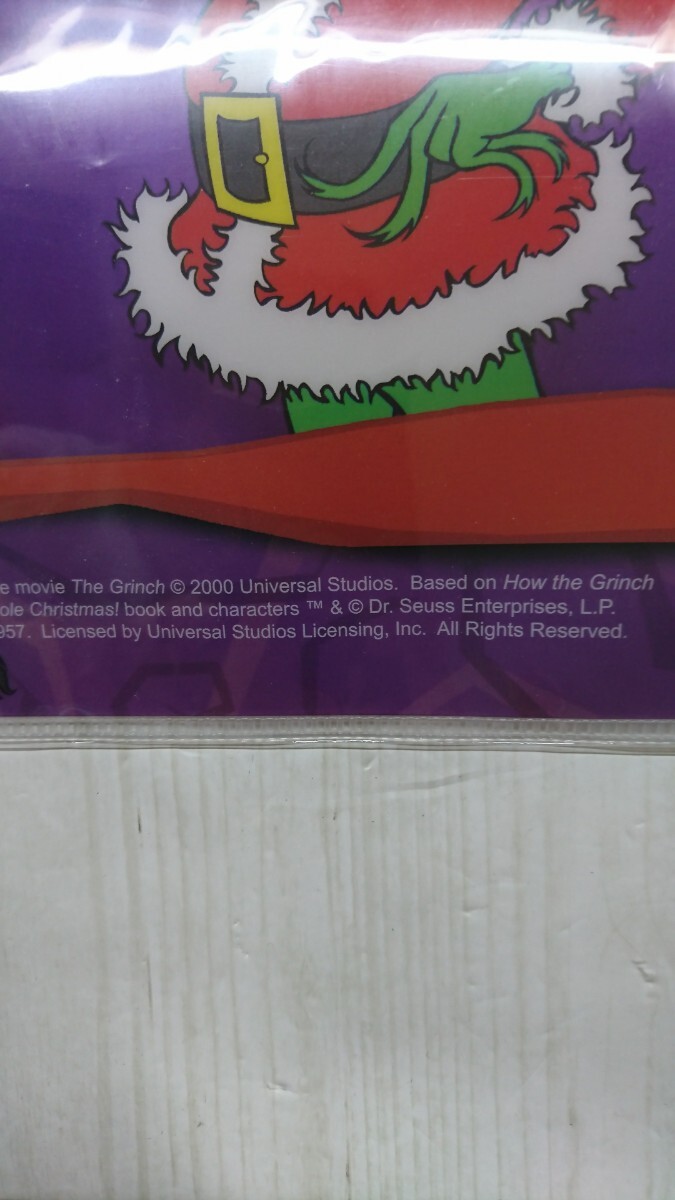 e movie The Grinch © 2000 Universal Studios. Based on How the Grinch
ole Christmas! book and characters ™ & © Dr. Seuss Enterprises, L.P.
957. Licensed by Universal Studios Licensing, Inc. All Rights Reserved.